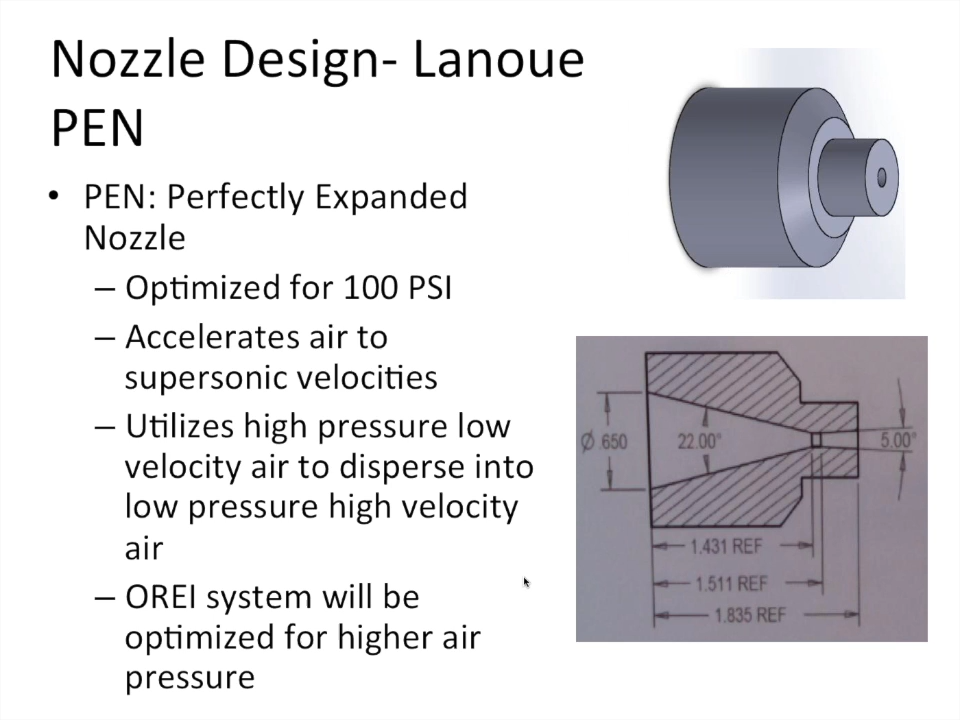 Nozzle Design- Lanoue
PEN
• PEN: Perfectly Expanded
Nozzle
– Optimized for 100 PSI
– Accelerates air to
supersonic velocities
– Utilizes high pressure low
velocity air to disperse into
low pressure high velocity
air
– OREI system will be
optimized for higher air
pressure
Ø .650
22.00°
5.00°
1.431 REF
1.511 REF
1.835 REF